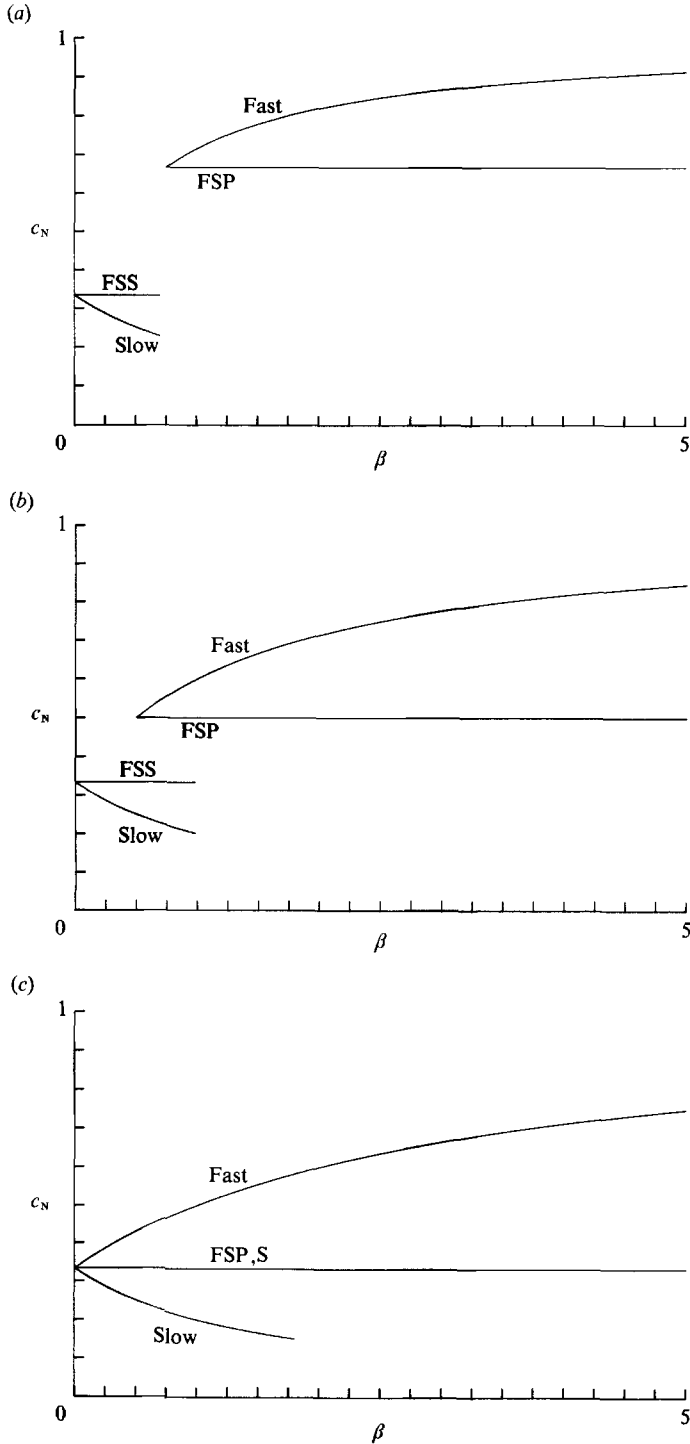 (a)
1
Fast
FSP
c_N
FSS
Slow
0
β
5
(b)
1
Fast
c_N
FSP
FSS
Slow
0
β
5
(c)
1
Fast
c_N
FSP,S
Slow
0
β
5